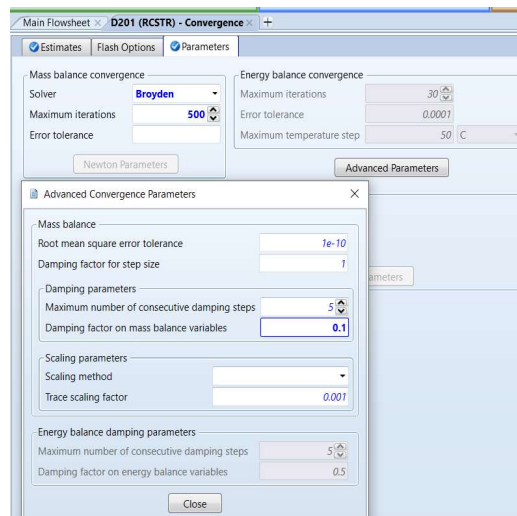 Main Flowsheet × D201 (RCSTR) - Convergence × +
Estimates Flash Options Parameters
Mass balance convergence Energy balance convergence
Solver Broyden Maximum iterations 30
Maximum iterations 500 Error tolerance 0.0001
Error tolerance Maximum temperature step 50 C
Newton Parameters Advanced Parameters
Advanced Convergence Parameters ×
Mass balance
Root mean square error tolerance 1e-10
Damping factor for step size 1
Damping parameters
Maximum number of consecutive damping steps 5
Damping factor on mass balance variables 0.1
Scaling parameters
Scaling method
Trace scaling factor 0.001
Energy balance damping parameters
Maximum number of consecutive damping steps 5
Damping factor on energy balance variables 0.5
Close